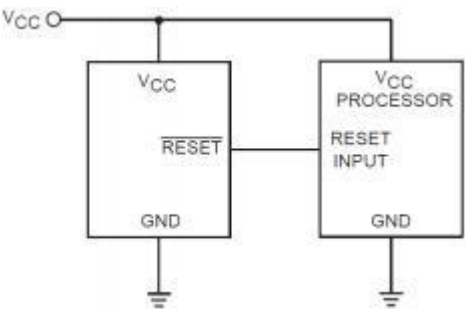 VCC
VCC
RESET
GND
VCC
PROCESSOR
RESET
INPUT
GND